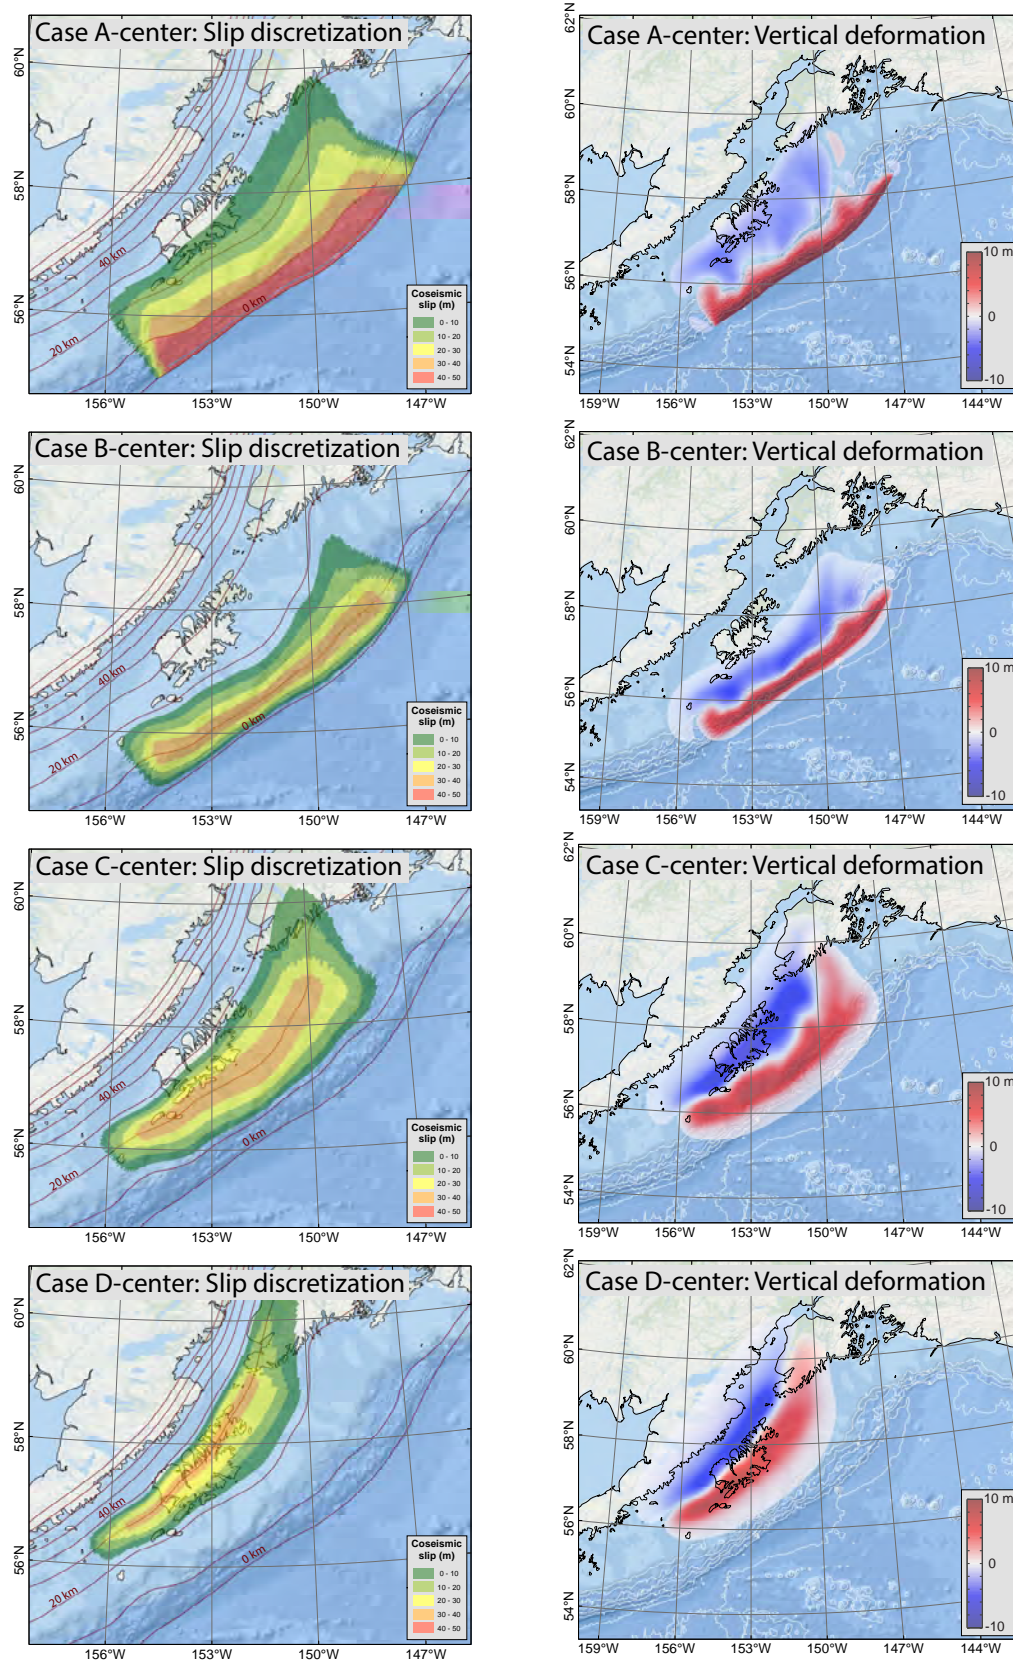 Case A-center: Slip discretization
60°N
58°N
56°N
40 km
20 km
0 km
Coseismic
slip (m)
0 - 10
10 - 20
20 - 30
30 - 40
40 - 50
156°W
153°W
150°W
147°W
Case A-center: Vertical deformation
62°N
60°N
58°N
56°N
54°N
10 m
0
-10
159°W
156°W
153°W
150°W
147°W
144°W
Case B-center: Slip discretization
60°N
58°N
56°N
40 km
20 km
0 km
Coseismic
slip (m)
0 - 10
10 - 20
20 - 30
30 - 40
40 - 50
156°W
153°W
150°W
147°W
Case B-center: Vertical deformation
62°N
60°N
58°N
56°N
54°N
10 m
0
-10
159°W
156°W
153°W
150°W
147°W
144°W
Case C-center: Slip discretization
60°N
58°N
56°N
40 km
20 km
0 km
Coseismic
slip (m)
0 - 10
10 - 20
20 - 30
30 - 40
40 - 50
156°W
153°W
150°W
147°W
Case C-center: Vertical deformation
62°N
60°N
58°N
56°N
54°N
10 m
0
-10
159°W
156°W
153°W
150°W
147°W
144°W
Case D-center: Slip discretization
60°N
58°N
56°N
40 km
20 km
0 km
Coseismic
slip (m)
0 - 10
10 - 20
20 - 30
30 - 40
40 - 50
156°W
153°W
150°W
147°W
Case D-center: Vertical deformation
62°N
60°N
58°N
56°N
54°N
10 m
0
-10
159°W
156°W
153°W
150°W
147°W
144°W